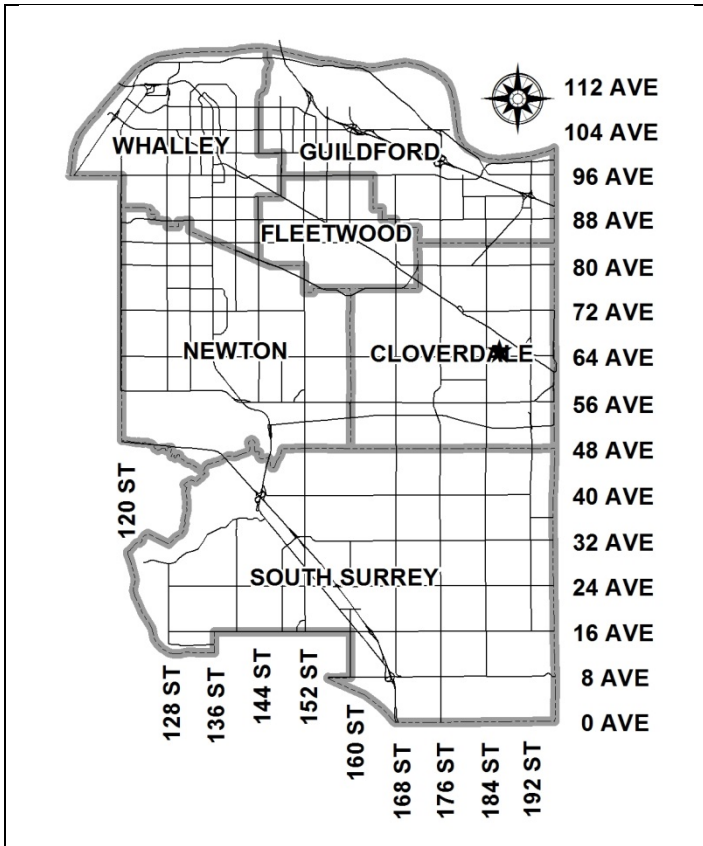 112 AVE
104 AVE
WHALLEY
GUILDFORD
96 AVE
88 AVE
FLEETWOOD
80 AVE
72 AVE
NEWTON
CLOVERDALE
64 AVE
56 AVE
48 AVE
120 ST
40 AVE
32 AVE
SOUTH SURREY
24 AVE
16 AVE
8 AVE
0 AVE
128 ST
136 ST
144 ST
152 ST
160 ST
168 ST
176 ST
184 ST
192 ST